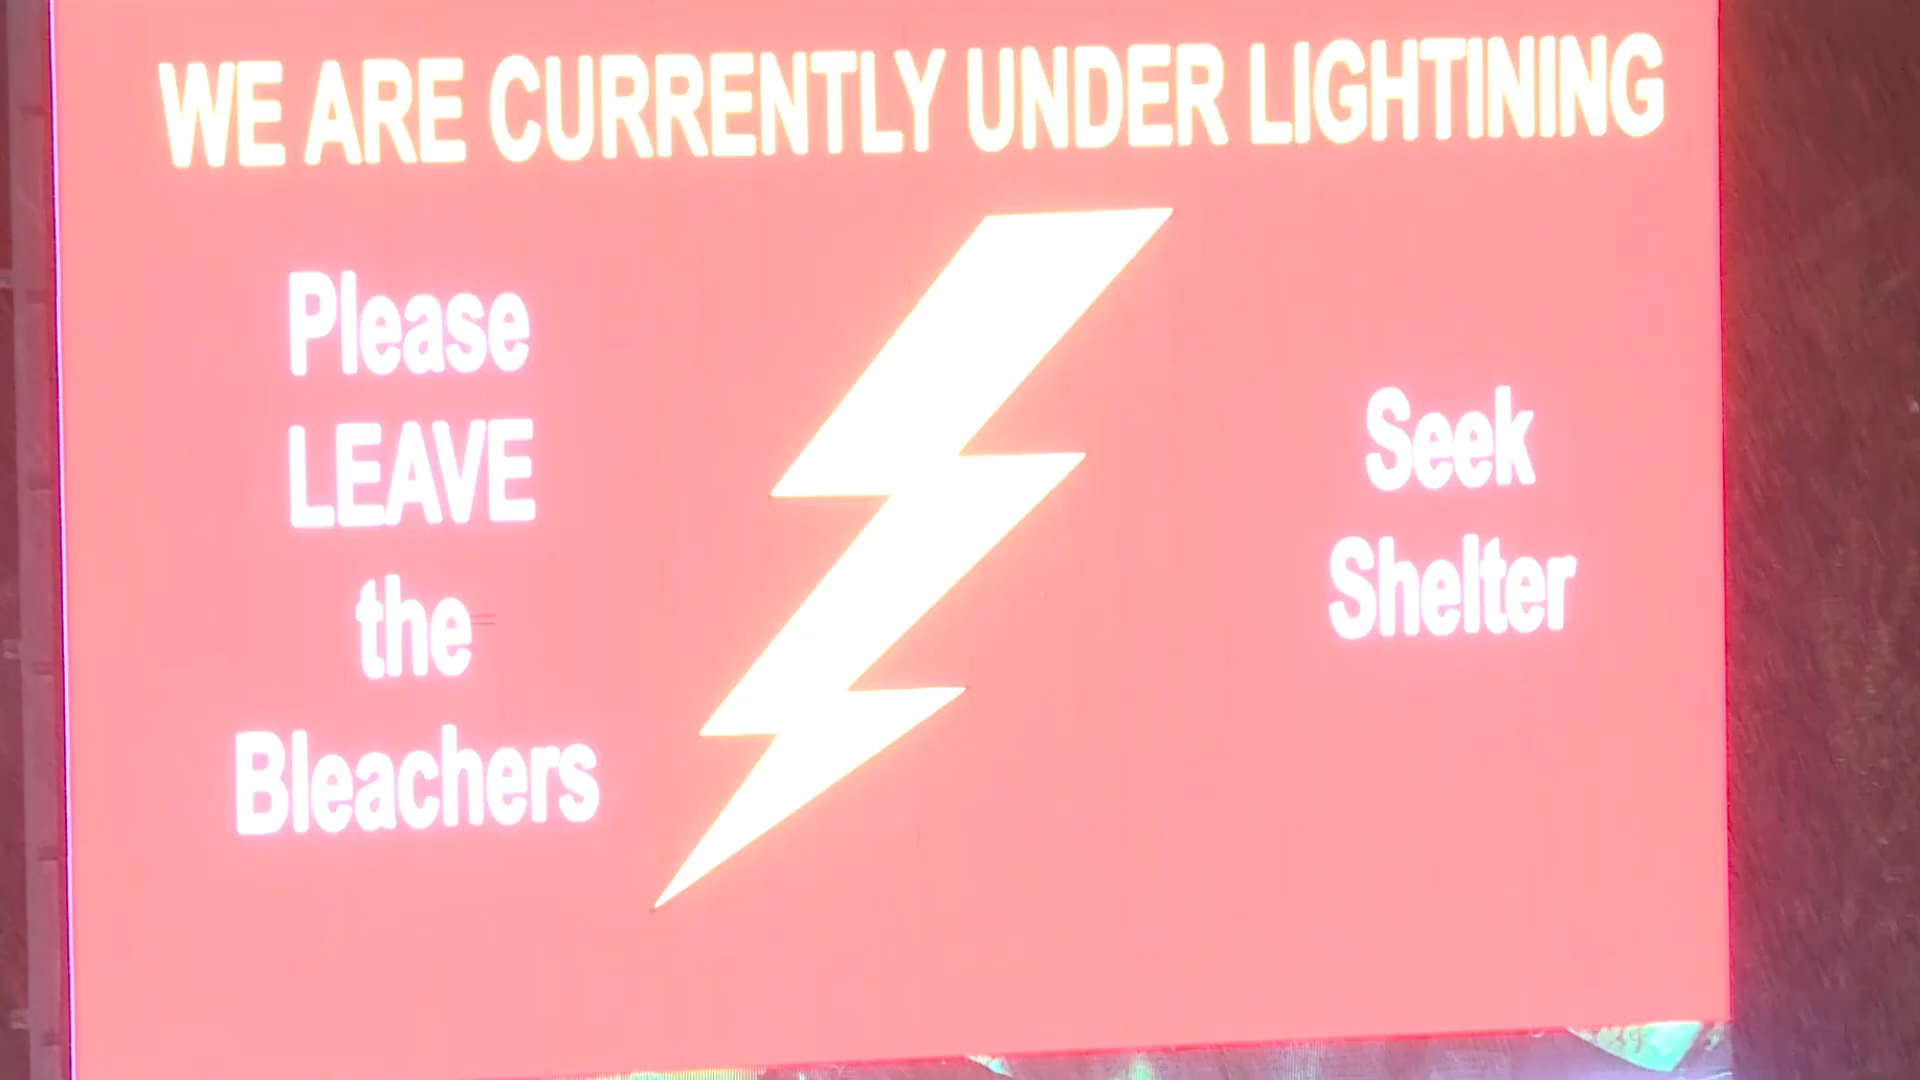 WE ARE CURRENTLY UNDER LIGHTINING
Please
LEAVE
the
Bleachers
Seek
Shelter